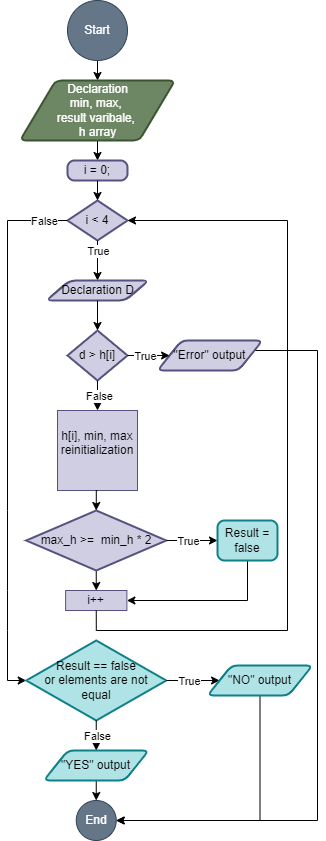 Start
Declaration
min, max,
result varibale,
h array
i = 0;
i < 4
False
True
Declaration D
d > h[i]
True
"Error" output
False
h[i], min, max
reinitialization
max_h >= min_h * 2
True
Result =
false
i++
Result == false
or elements are not
equal
True
"NO" output
False
"YES" output
End